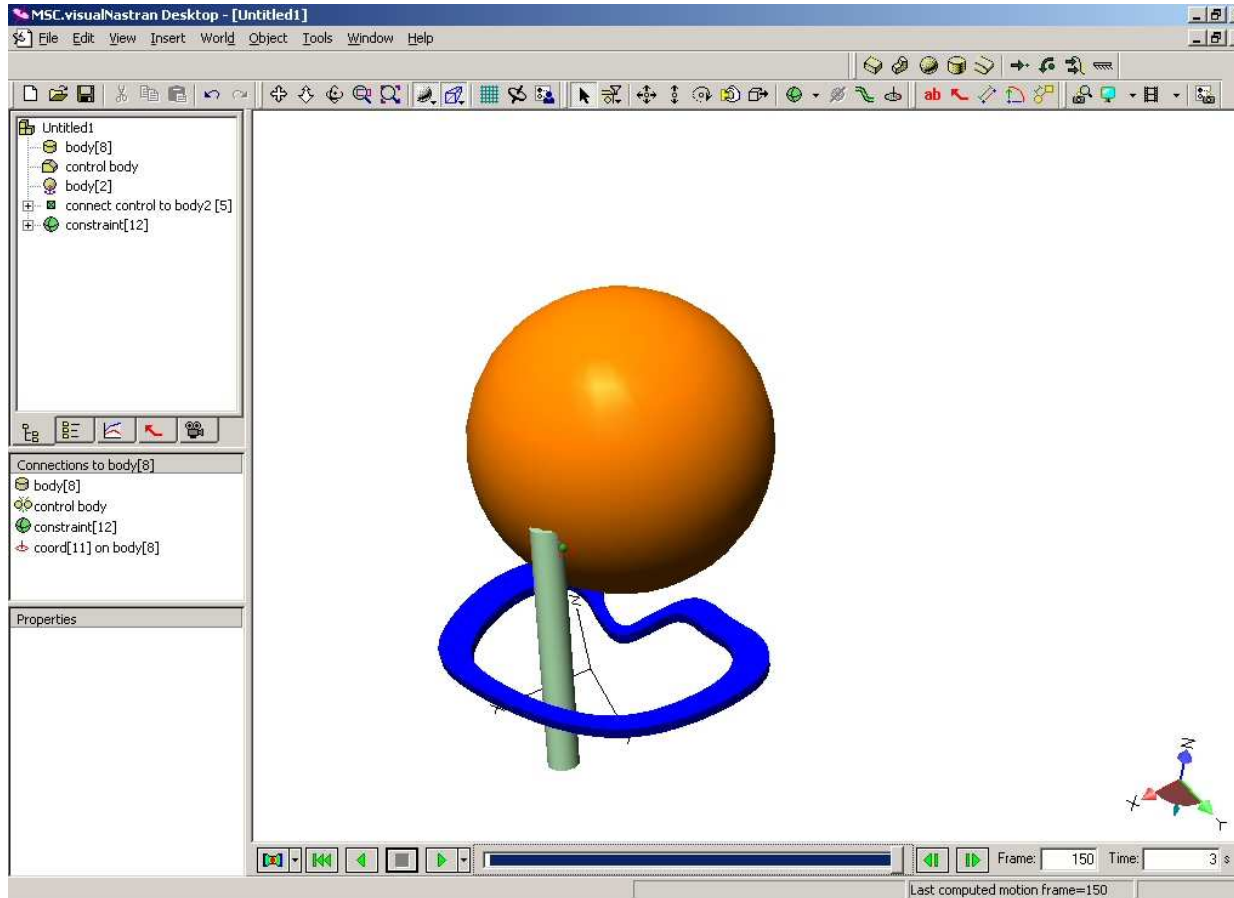 MSC.visualNastran Desktop - [Untitled1]
File Edit View Insert World Object Tools Window Help
ab
Untitled1
body[8]
control body
body[2]
connect control to body2 [5]
constraint[12]
Connections to body[8]
body[8]
control body
constraint[12]
coord[11] on body[8]
Properties
Z
X
Y
Z
X
Y
Frame: 150 Time: 3 s
Last computed motion frame=150